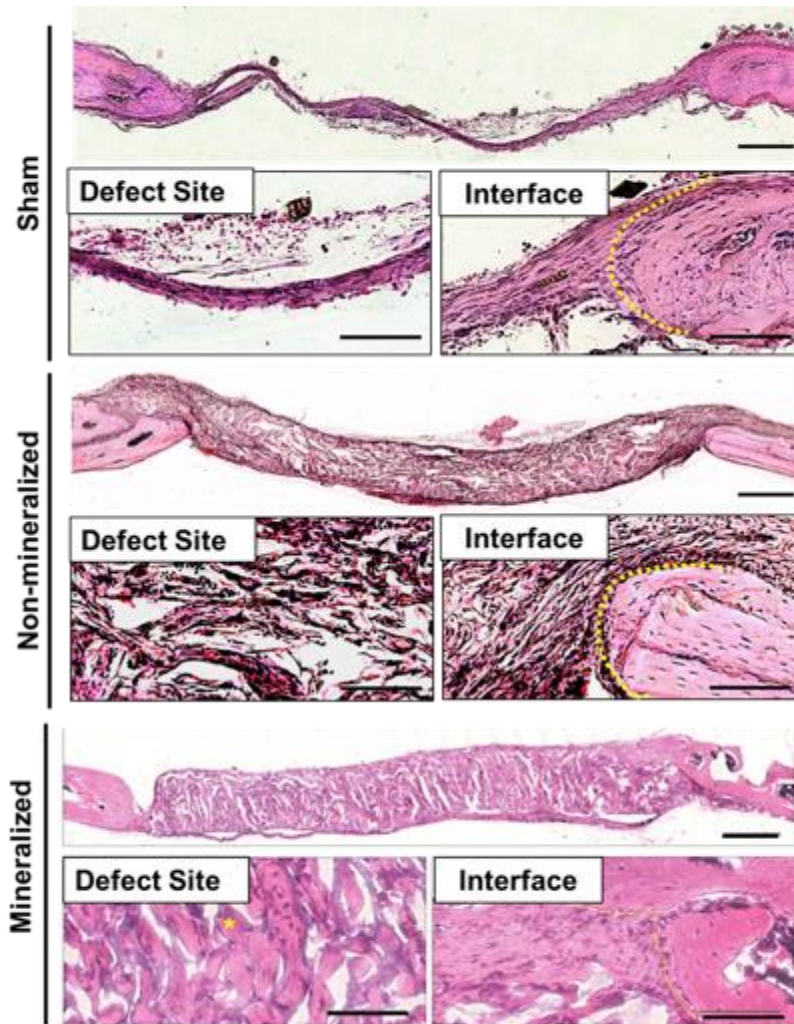 Sham
Defect Site
Interface
Non-mineralized
Defect Site
Interface
Mineralized
Defect Site
*
Interface